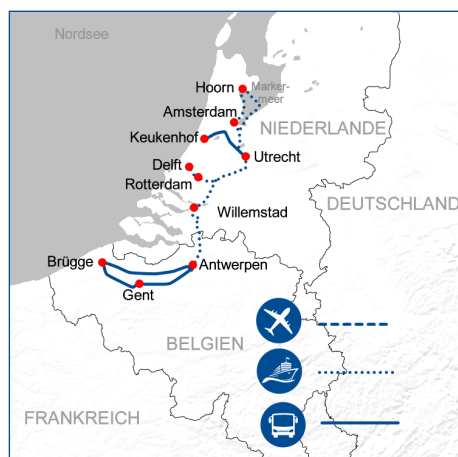 Nordsee
Hoorn
Marker-
meer
Amsterdam
NIEDERLANDE
Keukenhof
Utrecht
Delft
Rotterdam
DEUTSCHLAND
Willemstad
Brügge
Antwerpen
Gent
BELGIEN
FRANKREICH